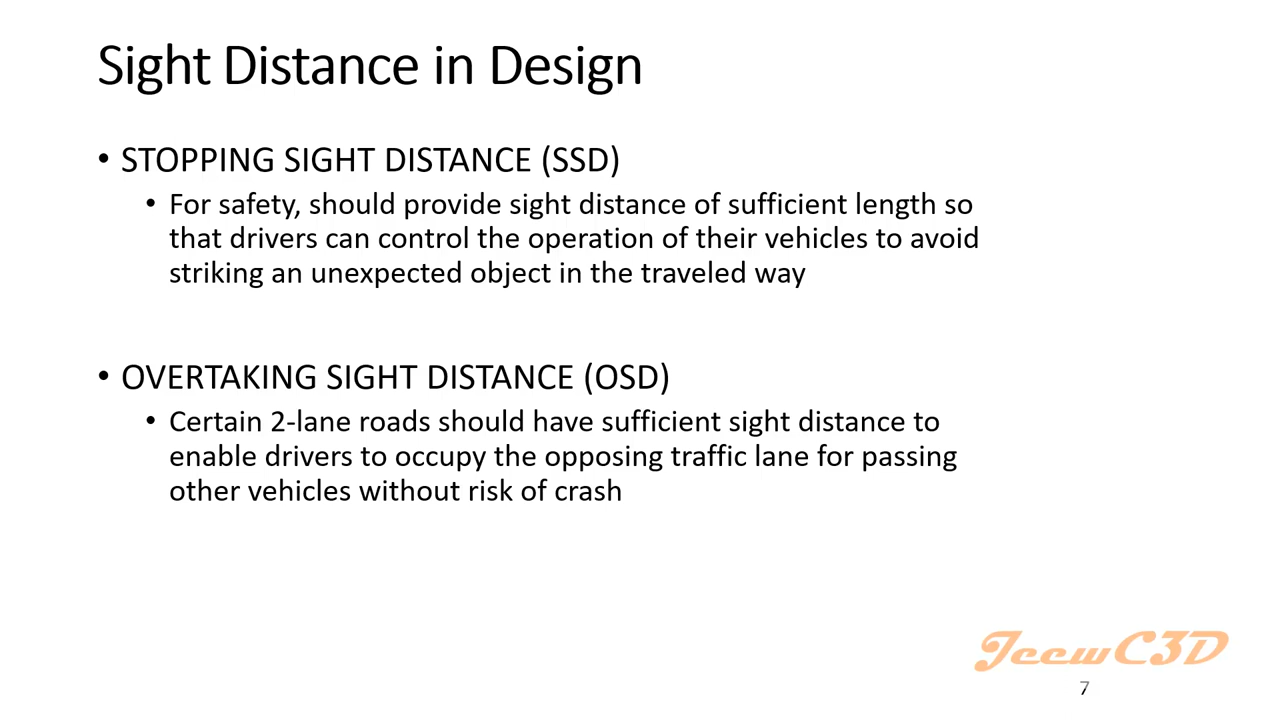 Sight Distance in Design
• STOPPING SIGHT DISTANCE (SSD)
• For safety, should provide sight distance of sufficient length so
that drivers can control the operation of their vehicles to avoid
striking an unexpected object in the traveled way
• OVERTAKING SIGHT DISTANCE (OSD)
• Certain 2-lane roads should have sufficient sight distance to
enable drivers to occupy the opposing traffic lane for passing
other vehicles without risk of crash
JeewC3D
7